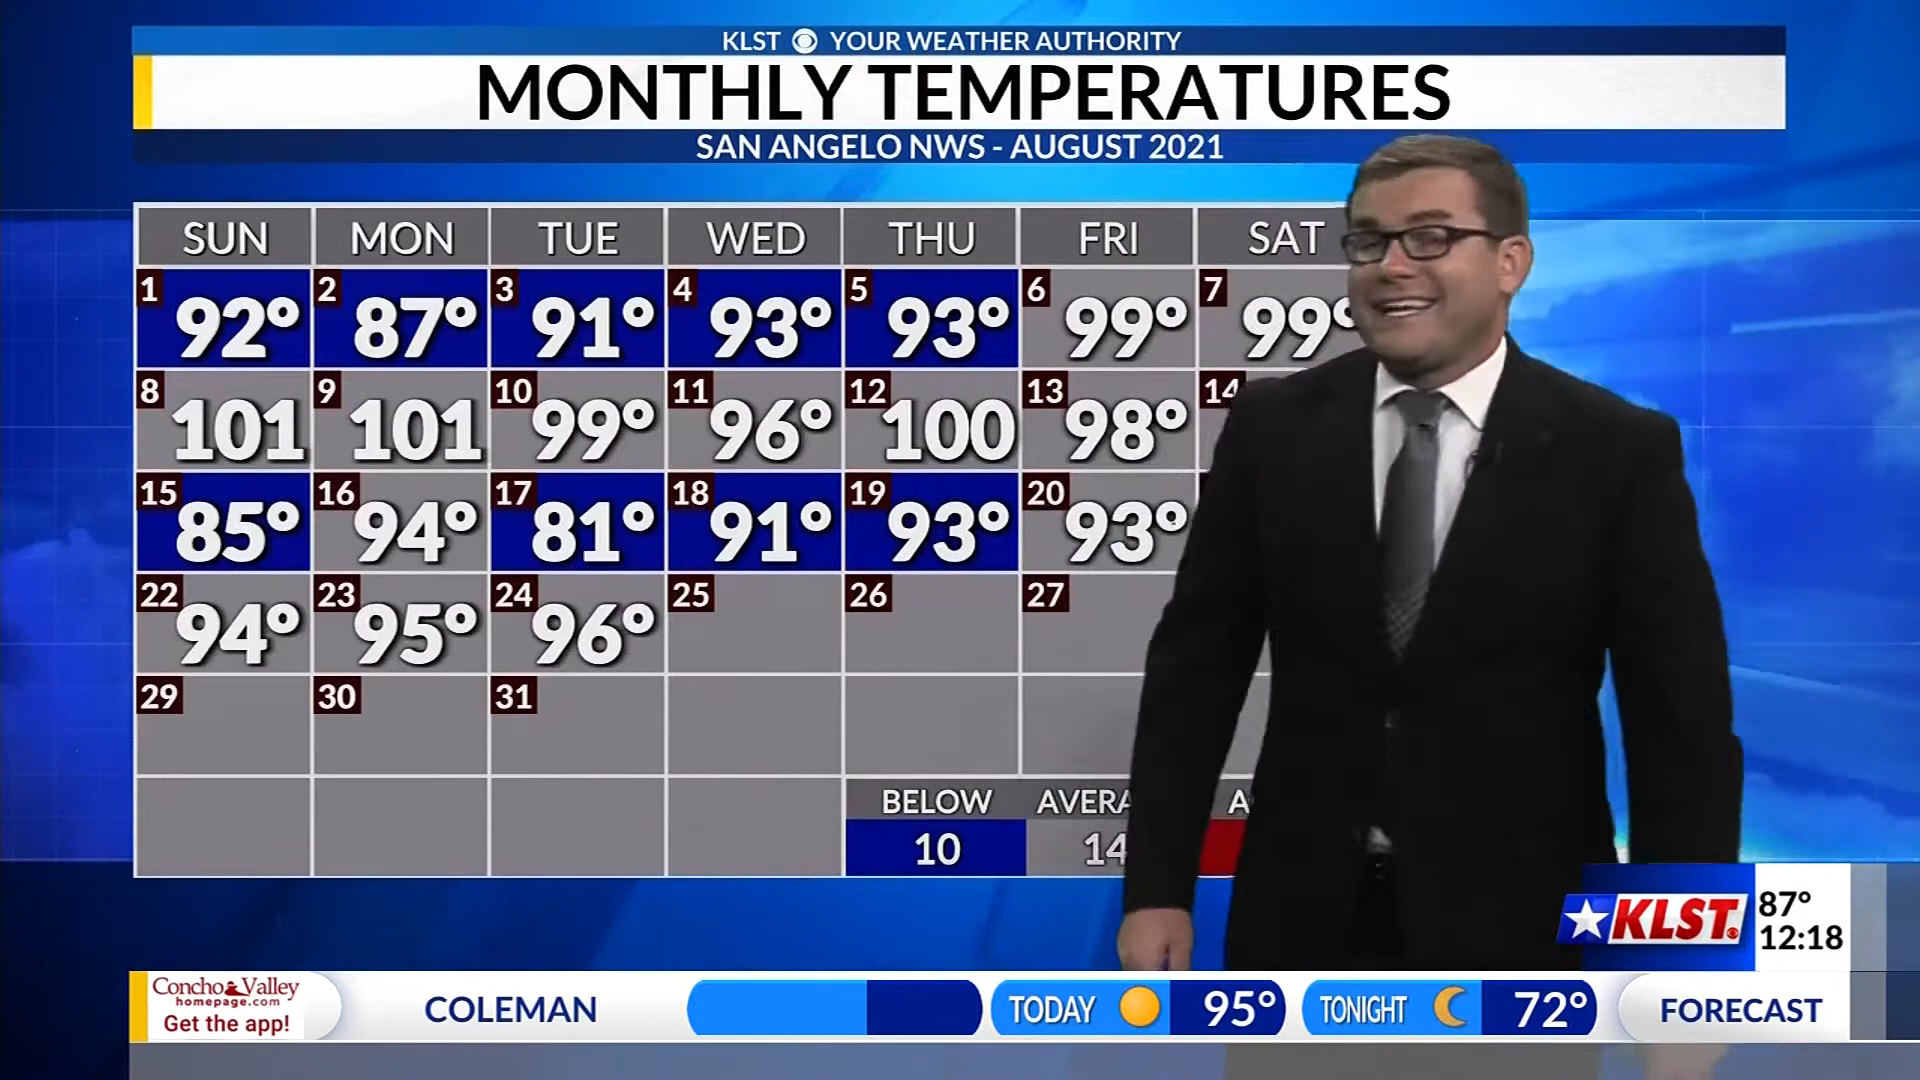 KLST YOUR WEATHER AUTHORITY
MONTHLY TEMPERATURES
SAN ANGELO NWS - AUGUST 2021
SUN MON TUE WED THU FRI SAT
1 2 3 4 5 6 7
92° 87° 91° 93° 93° 99° 99°
8 9 10 11 12 13 14
101 101 99° 96° 100 98°
15 16 17 18 19 20
85° 94° 81° 91° 93° 93°
22 23 24 25 26 27
94° 95° 96°
29 30 31
BELOW AVERA A
10 14
KLST 87°
12:18
Concho Valley
homepage.com
Get the app!
COLEMAN TODAY 95° TONIGHT 72° FORECAST